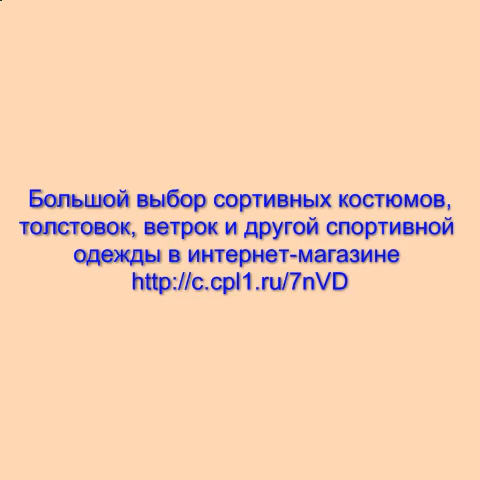 Большой выбор сортивных костюмов,
толстовок, ветрок и другой спортивной
одежды в интернет-магазине
http://c.cpl1.ru/7nVD